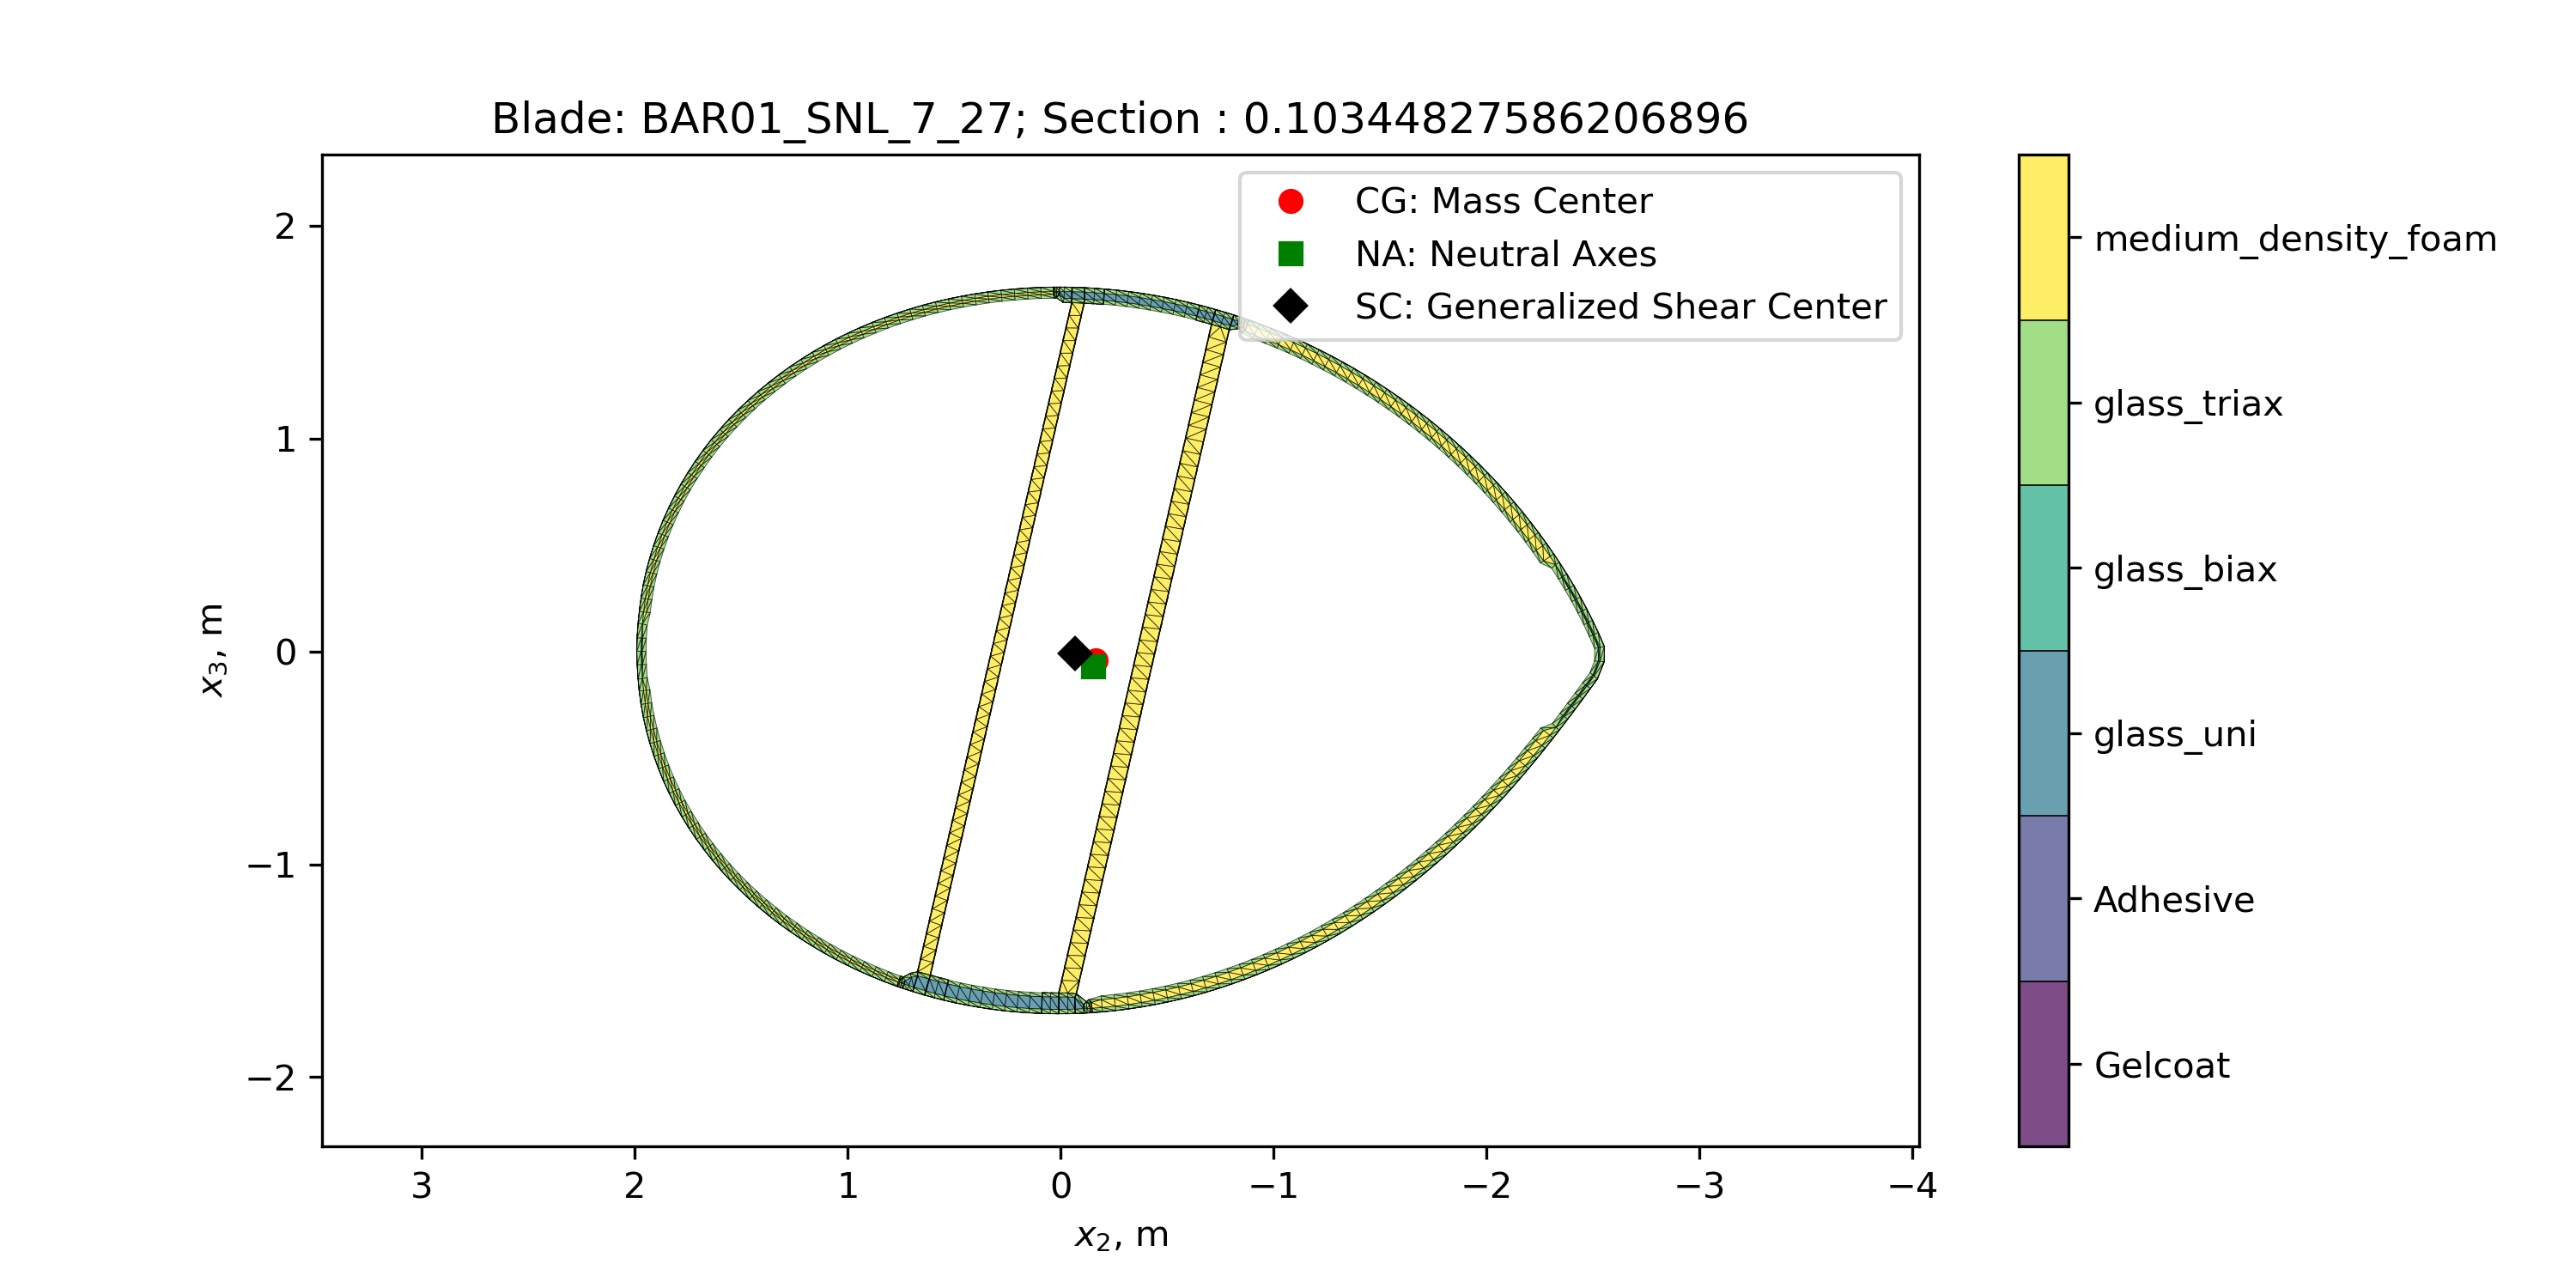 Blade: BAR01_SNL_7_27; Section : 0.10344827586206896
CG: Mass Center
NA: Neutral Axes
SC: Generalized Shear Center
2
1
0
−1
−2
x₃, m
3
2
1
0
−1
−2
−3
−4
x₂, m
medium_density_foam
glass_triax
glass_biax
glass_uni
Adhesive
Gelcoat